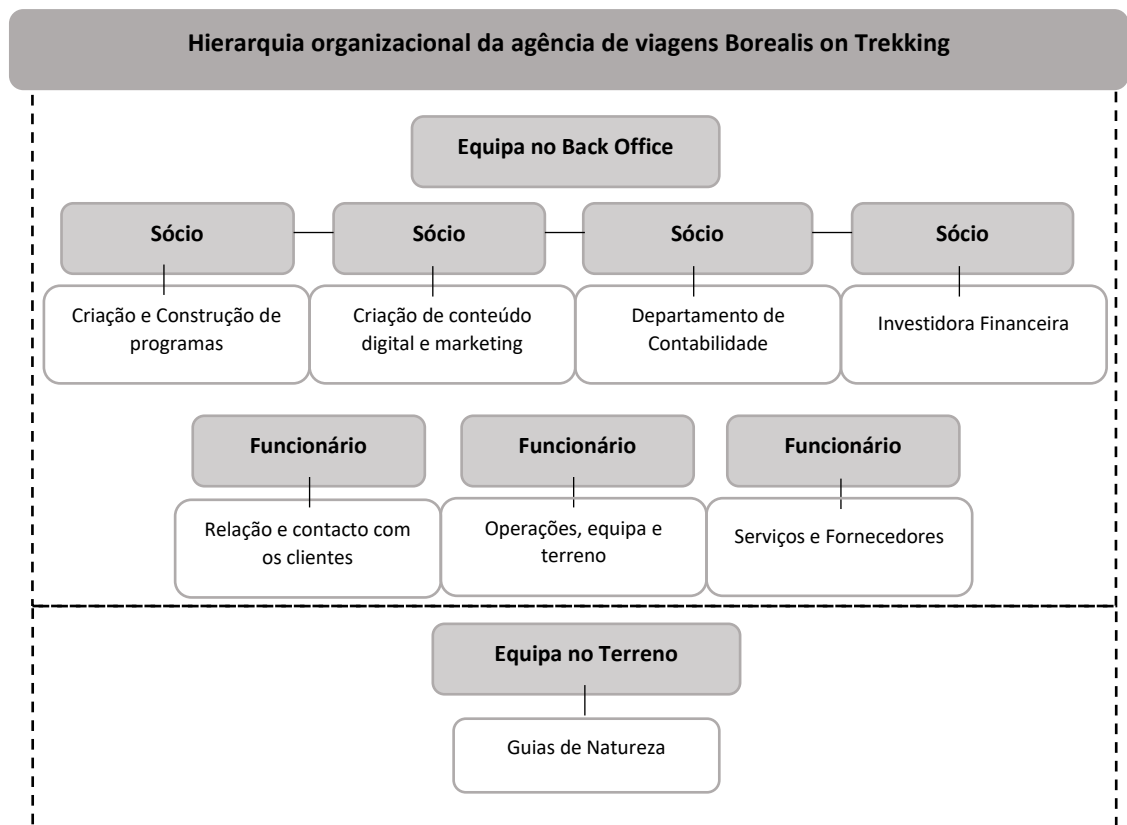 Hierarquia organizacional da agência de viagens Borealis on Trekking
Equipa no Back Office
Sócio
Sócio
Sócio
Sócio
Criação e Construção de
programas
Criação de conteúdo
digital e marketing
Departamento de
Contabilidade
Investidora Financeira
Funcionário
Funcionário
Funcionário
Relação e contacto com
os clientes
Operações, equipa e
terreno
Serviços e Fornecedores
Equipa no Terreno
Guias de Natureza